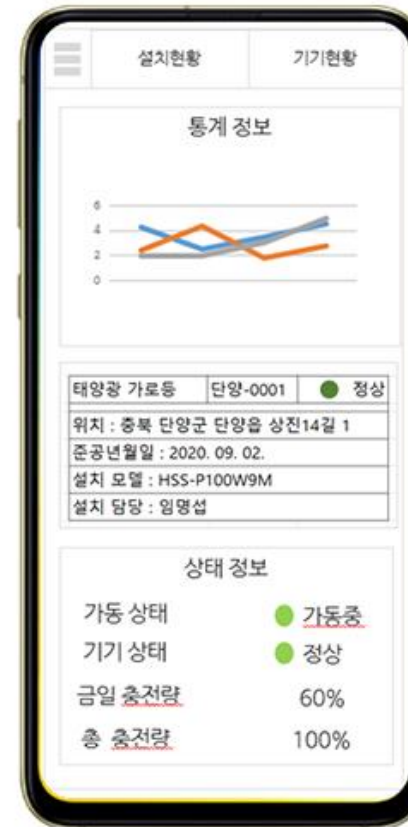 설치현황 기기현황
통계 정보
6
4
2
0
태양광 가로등 단양-0001 정상
위치 : 충북 단양군 단양읍 상진14길 1
준공년월일 : 2020. 09. 02.
설치 모델 : HSS-P100W9M
설치 담당 : 임명섭
상태 정보
가동 상태 가동중
기기 상태 정상
금일 충전량 60%
총 충전량 100%